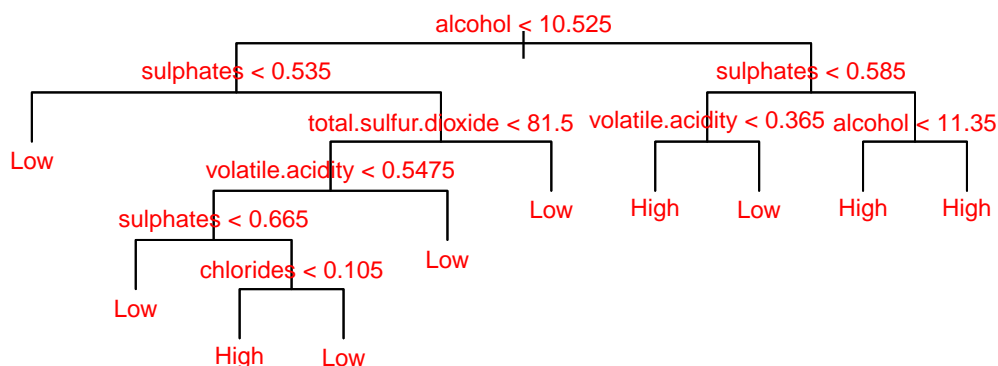 alcohol < 10.525
sulphates < 0.535
sulphates < 0.585
total.sulfur.dioxide < 81.5
volatile.acidity < 0.365
alcohol < 11.35
Low
volatile.acidity < 0.5475
Low
High
Low
High
High
sulphates < 0.665
Low
chlorides < 0.105
Low
High
Low